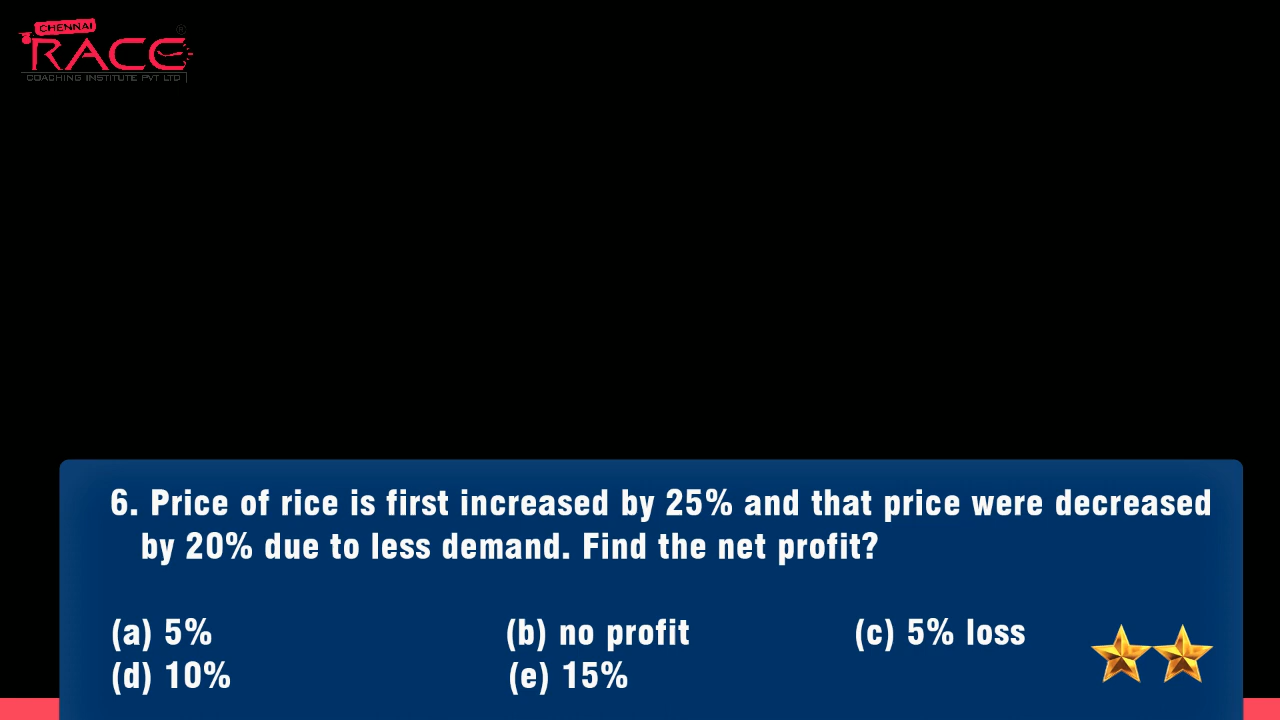 CHENNAI
RACE
COACHING INSTITUTE PVT LTD
6. Price of rice is first increased by 25% and that price were decreased
by 20% due to less demand. Find the net profit?
(a) 5% (b) no profit (c) 5% loss
(d) 10% (e) 15%